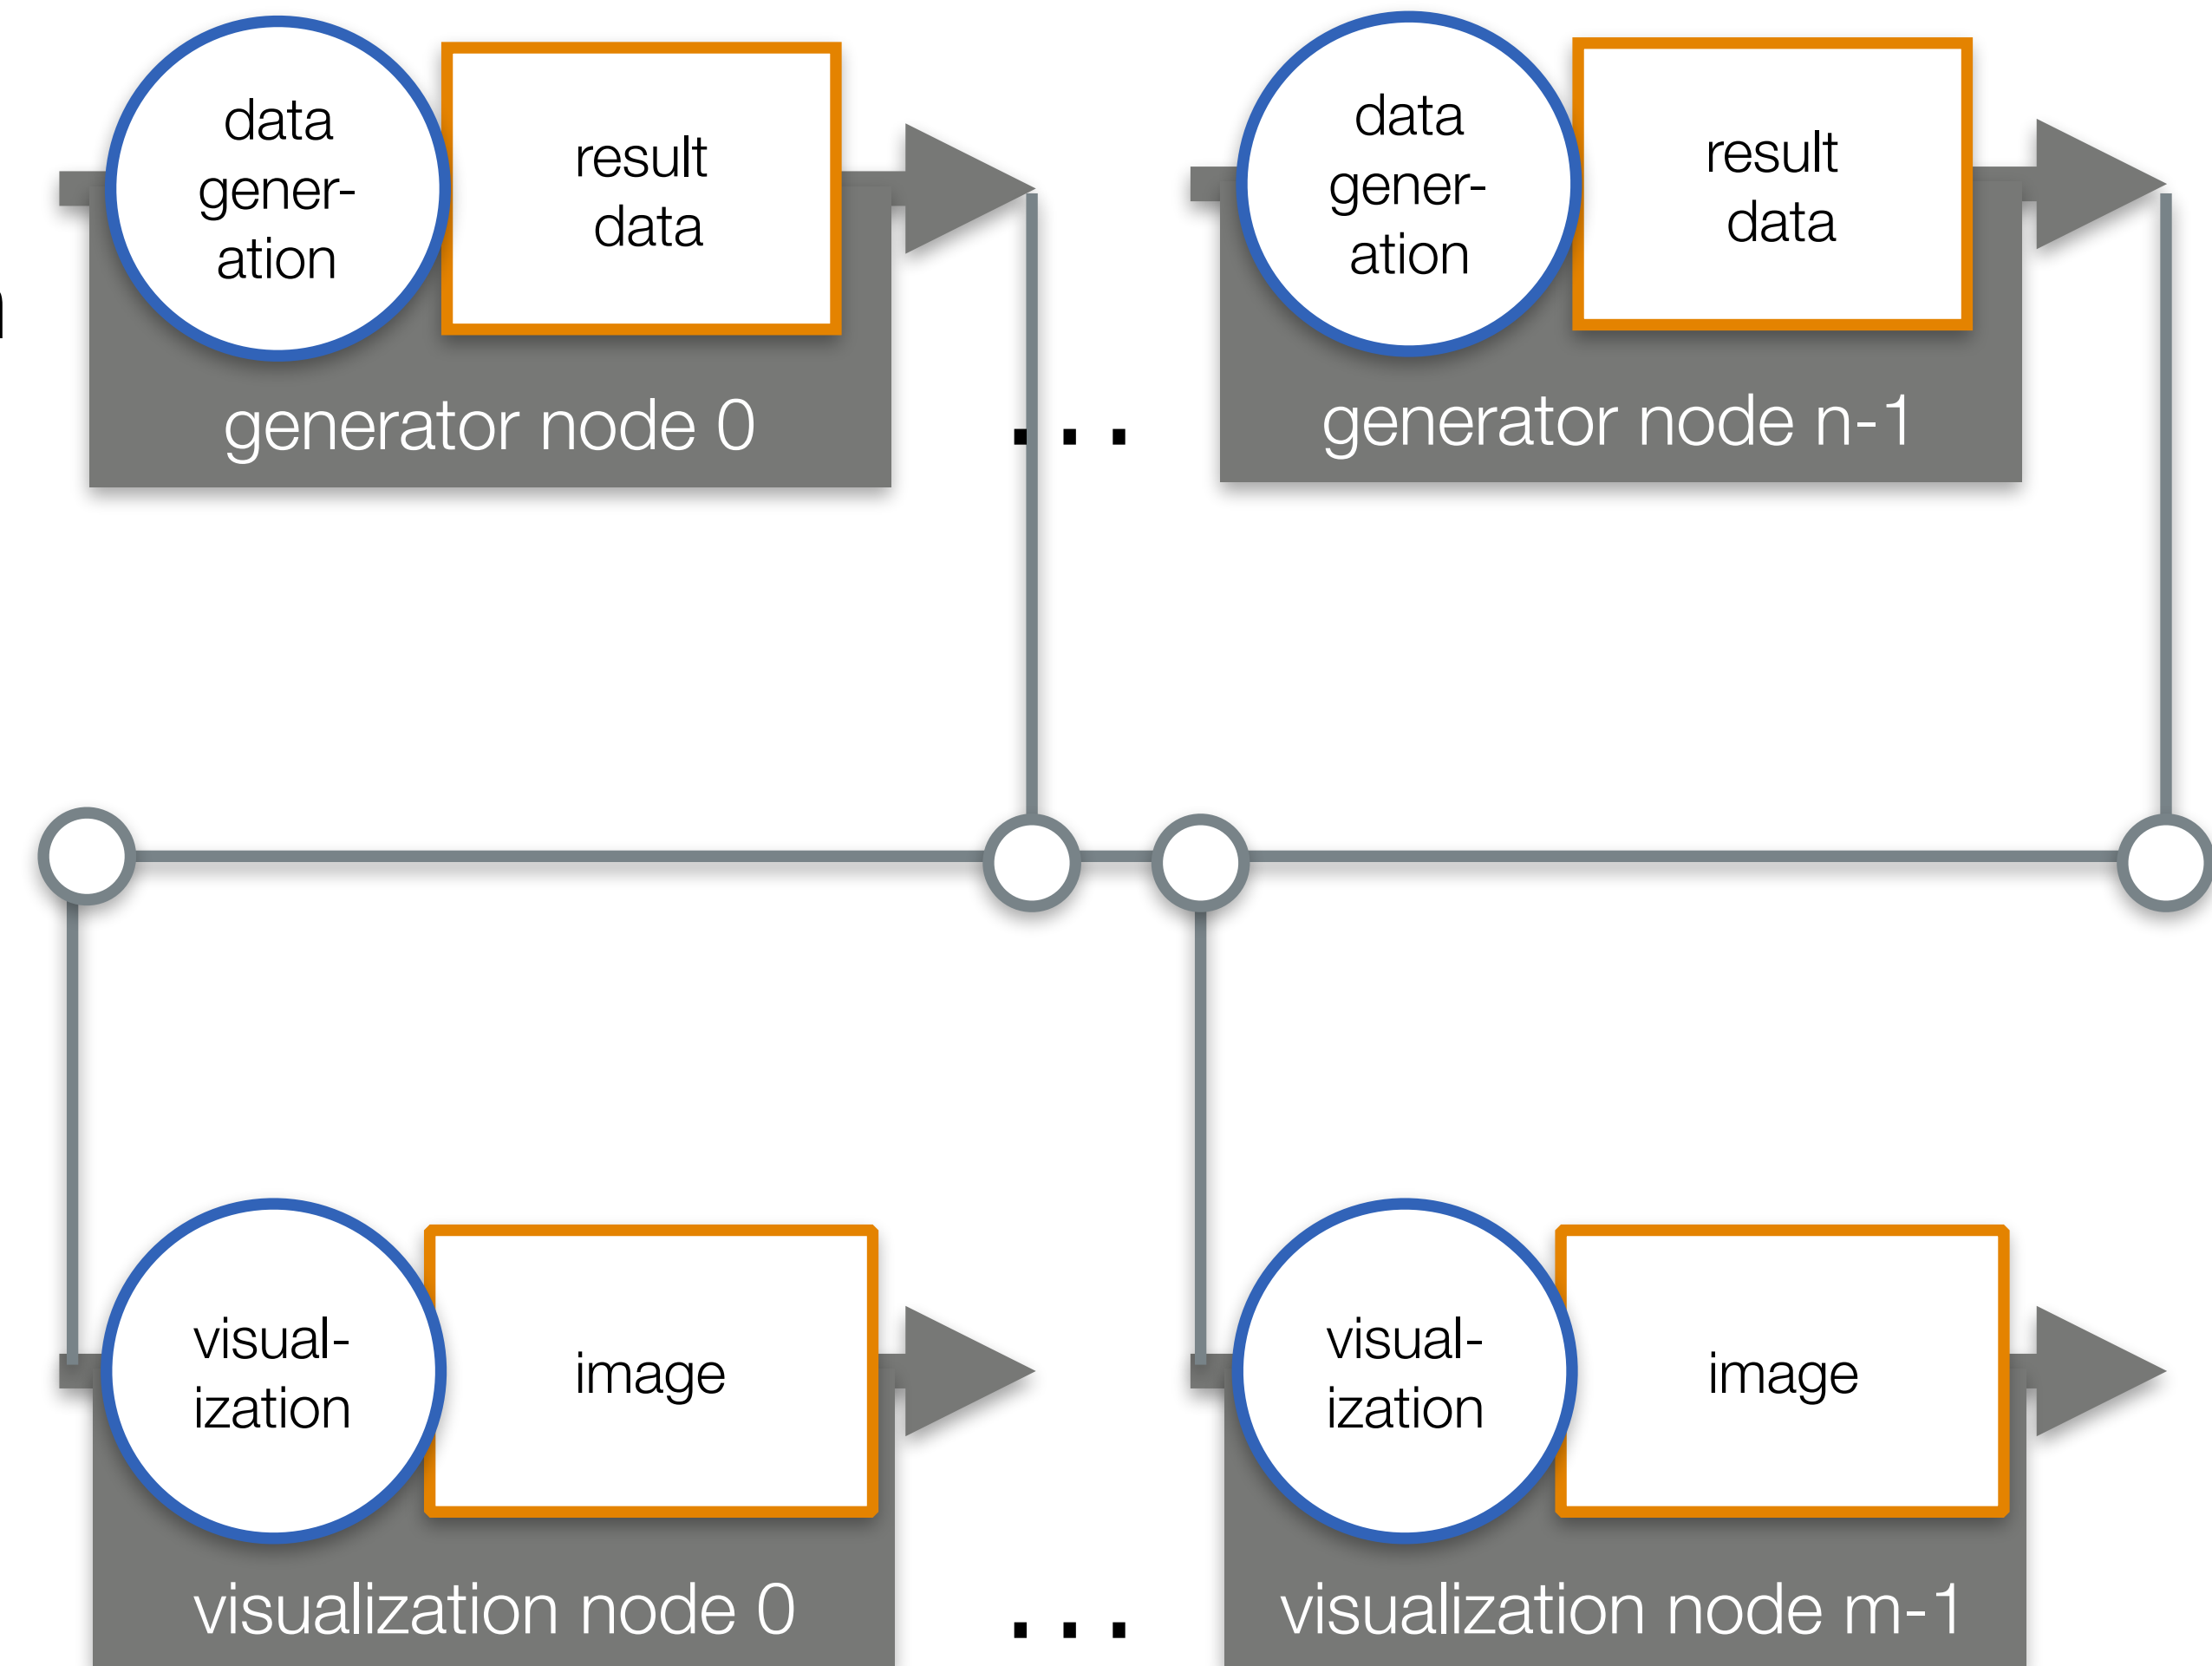 data
gener-
ation
result
data
generator node 0
...
data
gener-
ation
result
data
generator node n-1
visual-
ization
image
visualization node 0
...
visual-
ization
image
visualization node m-1